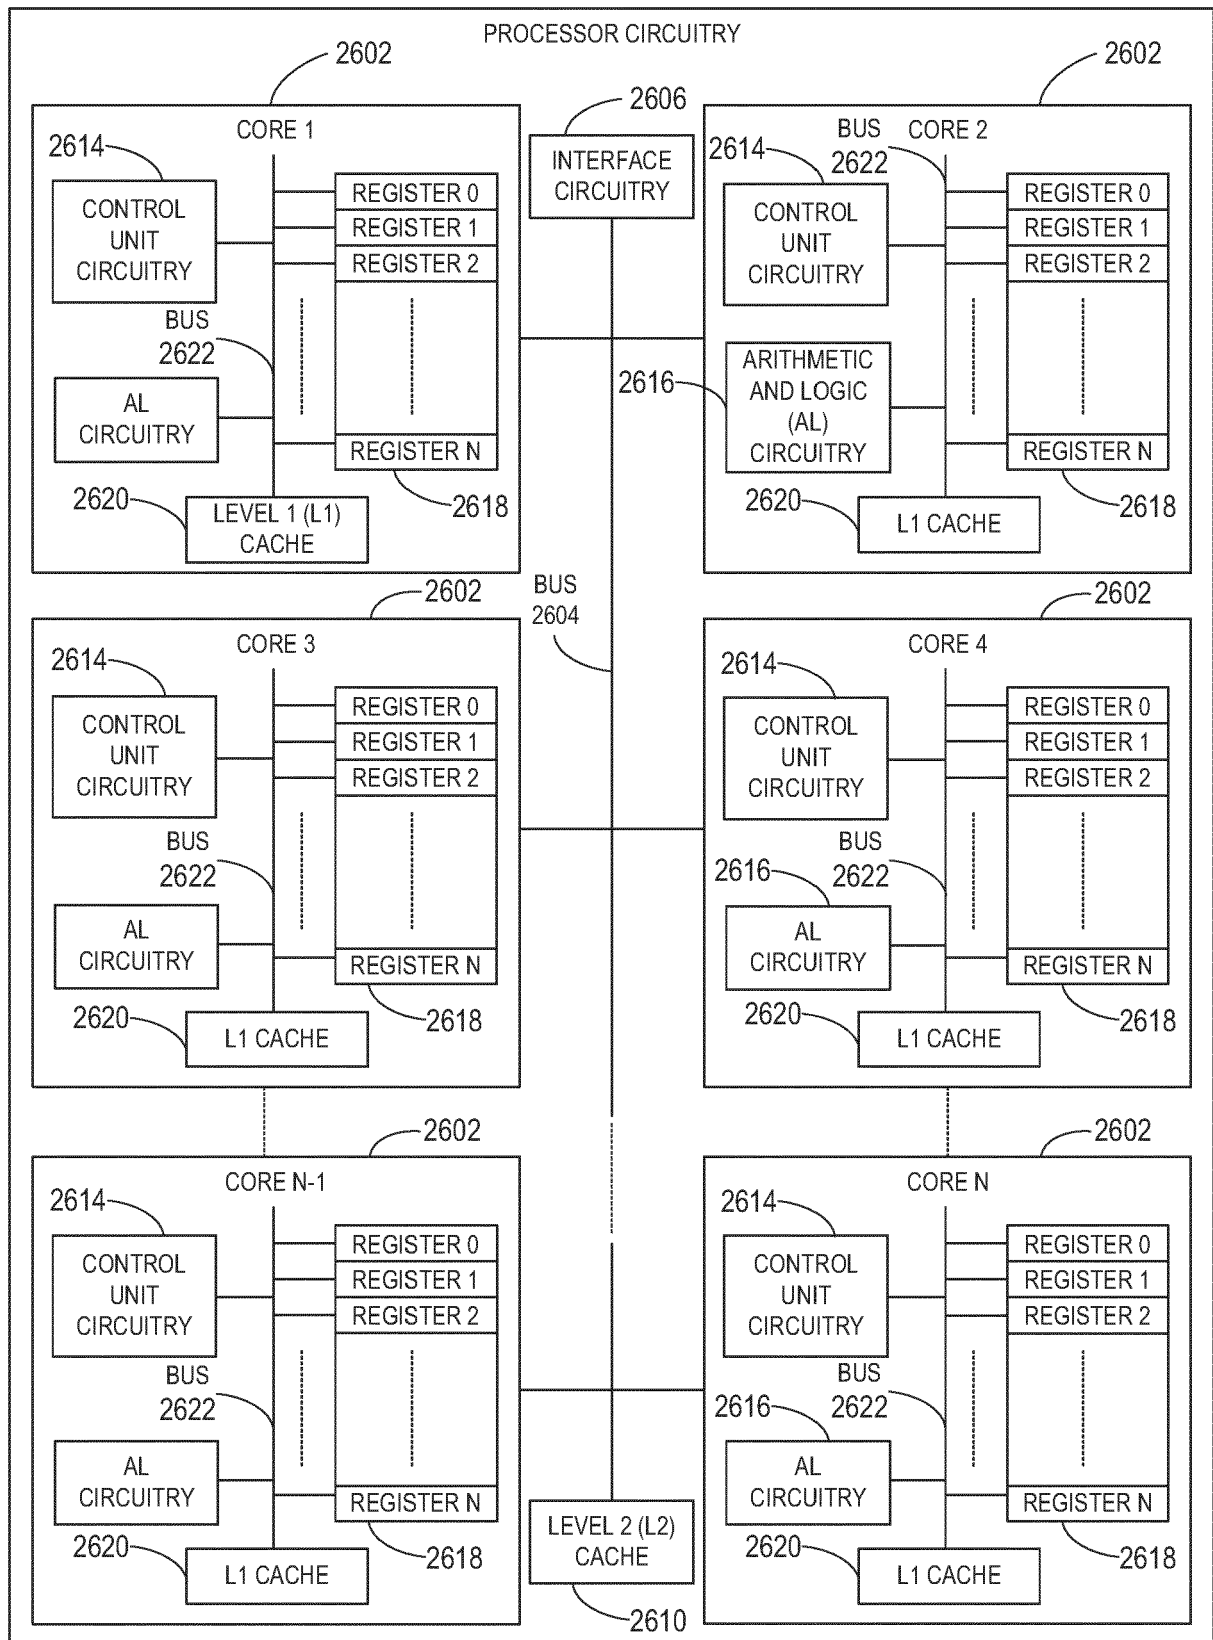 PROCESSOR CIRCUITRY
2602
CORE 1
2614
CONTROL
UNIT
CIRCUITRY
REGISTER 0
REGISTER 1
REGISTER 2
BUS
2622
AL
CIRCUITRY
REGISTER N
2618
2620
LEVEL 1 (L1)
CACHE
2606
INTERFACE
CIRCUITRY
2602
BUS
2622
CORE 2
2614
CONTROL
UNIT
CIRCUITRY
REGISTER 0
REGISTER 1
REGISTER 2
2616
ARITHMETIC
AND LOGIC
(AL)
CIRCUITRY
REGISTER N
2618
2620
L1 CACHE
BUS
2604
2602
CORE 3
2614
CONTROL
UNIT
CIRCUITRY
REGISTER 0
REGISTER 1
REGISTER 2
BUS
2622
AL
CIRCUITRY
REGISTER N
2618
2620
L1 CACHE
2602
CORE 4
2614
CONTROL
UNIT
CIRCUITRY
REGISTER 0
REGISTER 1
REGISTER 2
BUS
2622
2616
AL
CIRCUITRY
REGISTER N
2618
2620
L1 CACHE
2602
CORE N-1
2614
CONTROL
UNIT
CIRCUITRY
REGISTER 0
REGISTER 1
REGISTER 2
BUS
2622
AL
CIRCUITRY
REGISTER N
2618
2620
L1 CACHE
2602
CORE N
2614
CONTROL
UNIT
CIRCUITRY
REGISTER 0
REGISTER 1
REGISTER 2
BUS
2622
2616
AL
CIRCUITRY
REGISTER N
2618
2620
L1 CACHE
LEVEL 2 (L2)
CACHE
2610